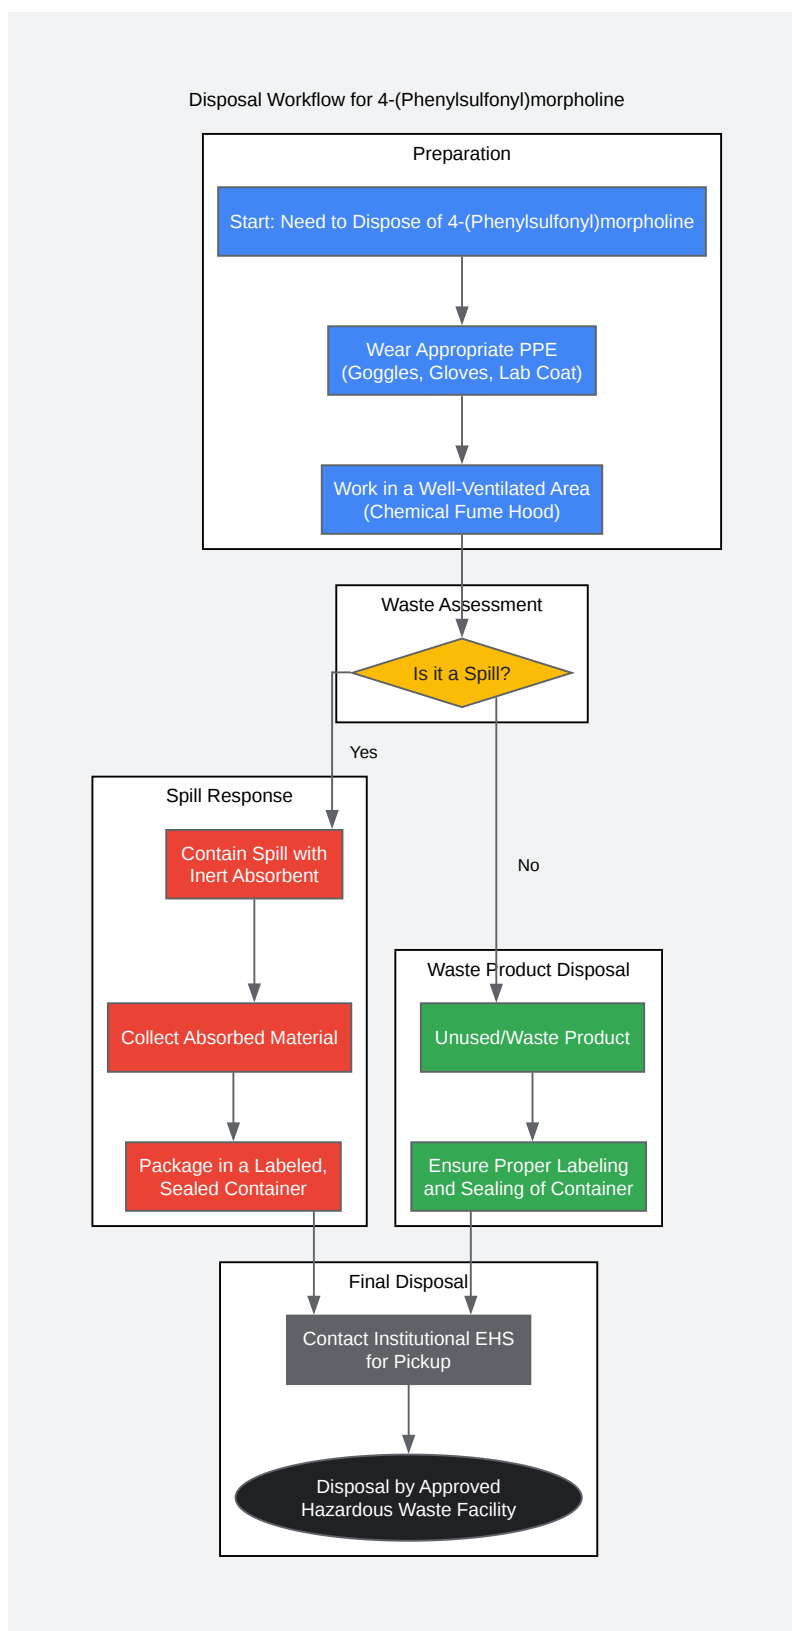 Disposal Workflow for 4-(Phenylsulfonyl)morpholine
Preparation
Start: Need to Dispose of 4-(Phenylsulfonyl)morpholine
Wear Appropriate PPE
(Goggles, Gloves, Lab Coat)
Work in a Well-Ventilated Area
(Chemical Fume Hood)
Waste Assessment
Is it a Spill?
Yes
Spill Response
Contain Spill with
Inert Absorbent
No
Waste Product Disposal
Collect Absorbed Material
Unused/Waste Product
Package in a Labeled,
Sealed Container
Ensure Proper Labeling
and Sealing of Container
Final Disposal
Contact Institutional EHS
for Pickup
Disposal by Approved
Hazardous Waste Facility